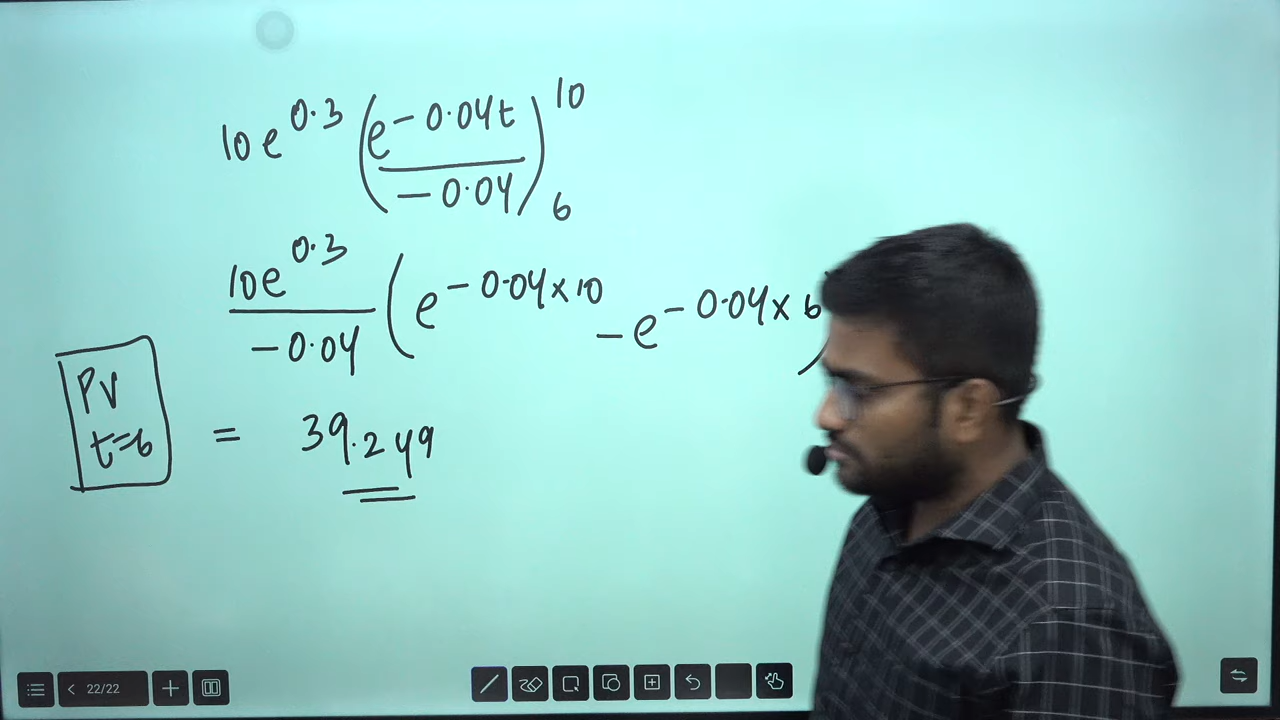 10e^0.3 (e^-0.04t / -0.04)_6^10
10e^0.3 / -0.04 (e^-0.04×10 - e^-0.04×6)
PV
t=6
= 39.249
22/22